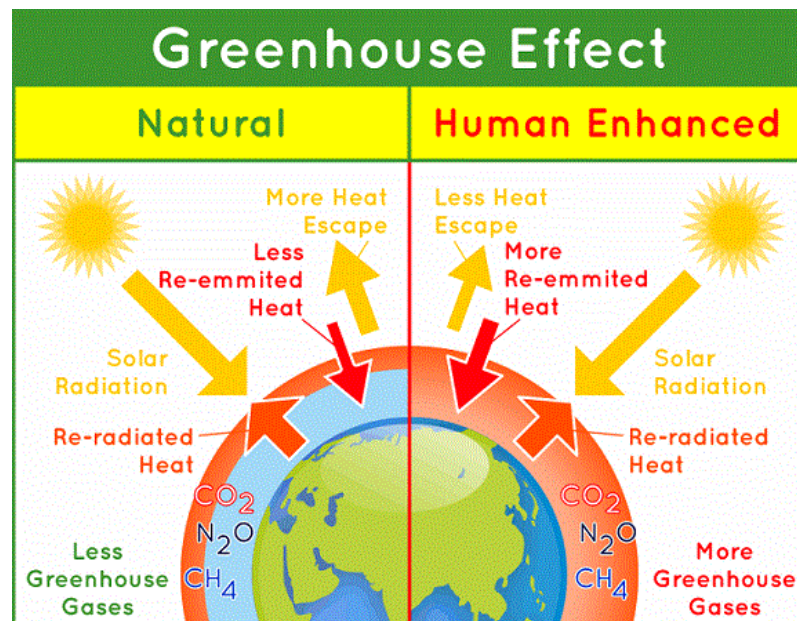 Greenhouse Effect
Natural
Human Enhanced
More Heat
Escape
Less
Re-emmited
Heat
Solar
Radiation
Re-radiated
Heat
CO₂
N₂O
CH₄
Less
Greenhouse
Gases
Less Heat
Escape
More
Re-emmited
Heat
Solar
Radiation
Re-radiated
Heat
CO₂
N₂O
CH₄
More
Greenhouse
Gases